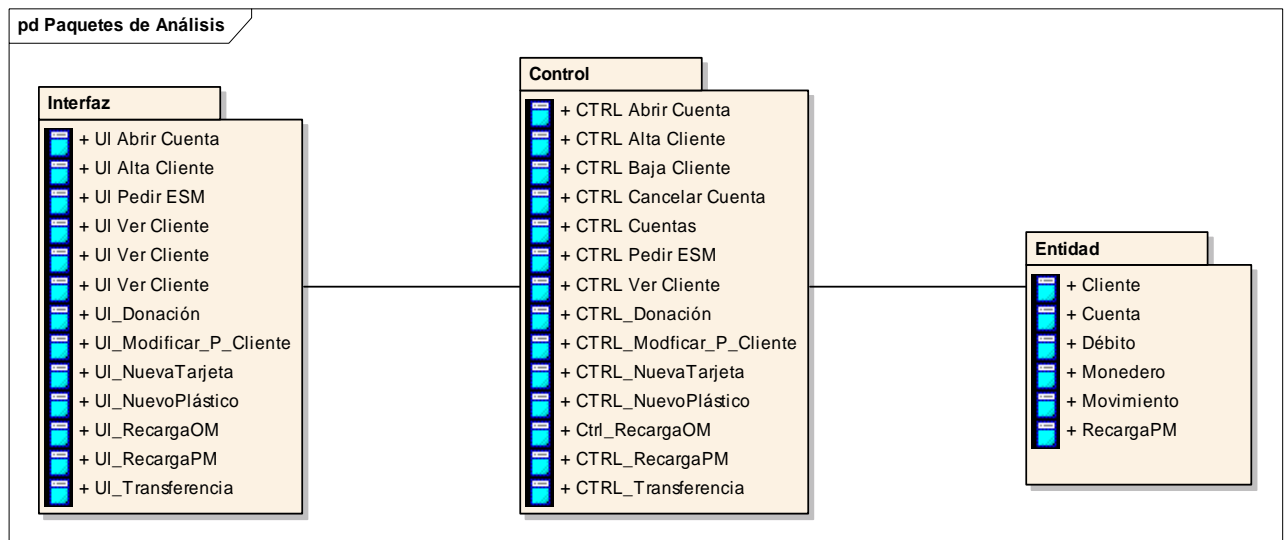 pd Paquetes de Análisis
Interfaz
+ UI Abrir Cuenta
+ UI Alta Cliente
+ UI Pedir ESM
+ UI Ver Cliente
+ UI Ver Cliente
+ UI Ver Cliente
+ UI_Donación
+ UI_Modificar_P_Cliente
+ UI_NuevaTarjeta
+ UI_NuevoPlástico
+ UI_RecargaOM
+ UI_RecargaPM
+ UI_Transferencia
Control
+ CTRL Abrir Cuenta
+ CTRL Alta Cliente
+ CTRL Baja Cliente
+ CTRL Cancelar Cuenta
+ CTRL Cuentas
+ CTRL Pedir ESM
+ CTRL Ver Cliente
+ CTRL_Donación
+ CTRL_Modficar_P_Cliente
+ CTRL_NuevaTarjeta
+ CTRL_NuevoPlástico
+ Ctrl_RecargaOM
+ CTRL_RecargaPM
+ CTRL_Transferencia
Entidad
+ Cliente
+ Cuenta
+ Débito
+ Monedero
+ Movimiento
+ RecargaPM